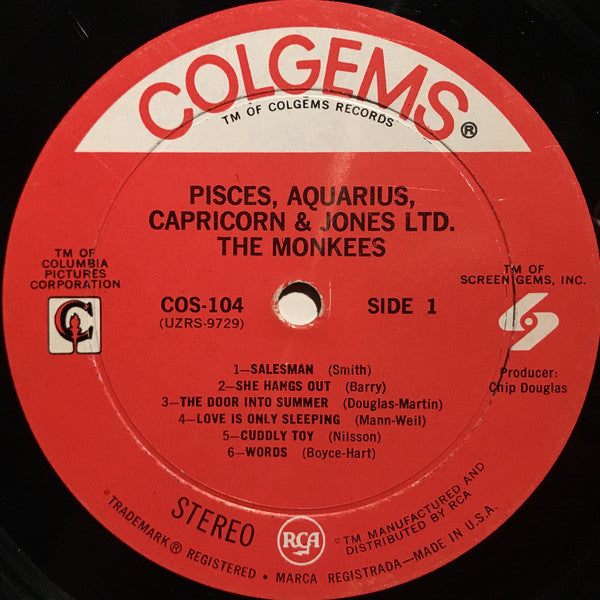 COLGEMS®
TM OF COLGEMS RECORDS
PISCES, AQUARIUS,
CAPRICORN & JONES LTD.
THE MONKEES
TM OF
COLUMBIA
PICTURES
CORPORATION
TM OF
SCREEN GEMS, INC.
COS-104
(UZRS-9729)
SIDE 1
Producer:
Chip Douglas
1—SALESMAN (Smith)
2—SHE HANGS OUT (Barry)
3—THE DOOR INTO SUMMER (Douglas-Martin)
4—LOVE IS ONLY SLEEPING (Mann-Weil)
5—CUDDLY TOY (Nilsson)
6—WORDS (Boyce-Hart)
STEREO
RCA
TM MANUFACTURED AND
DISTRIBUTED BY RCA
TRADEMARK ® REGISTERED • MARCA REGISTRADA—MADE IN U.S.A.